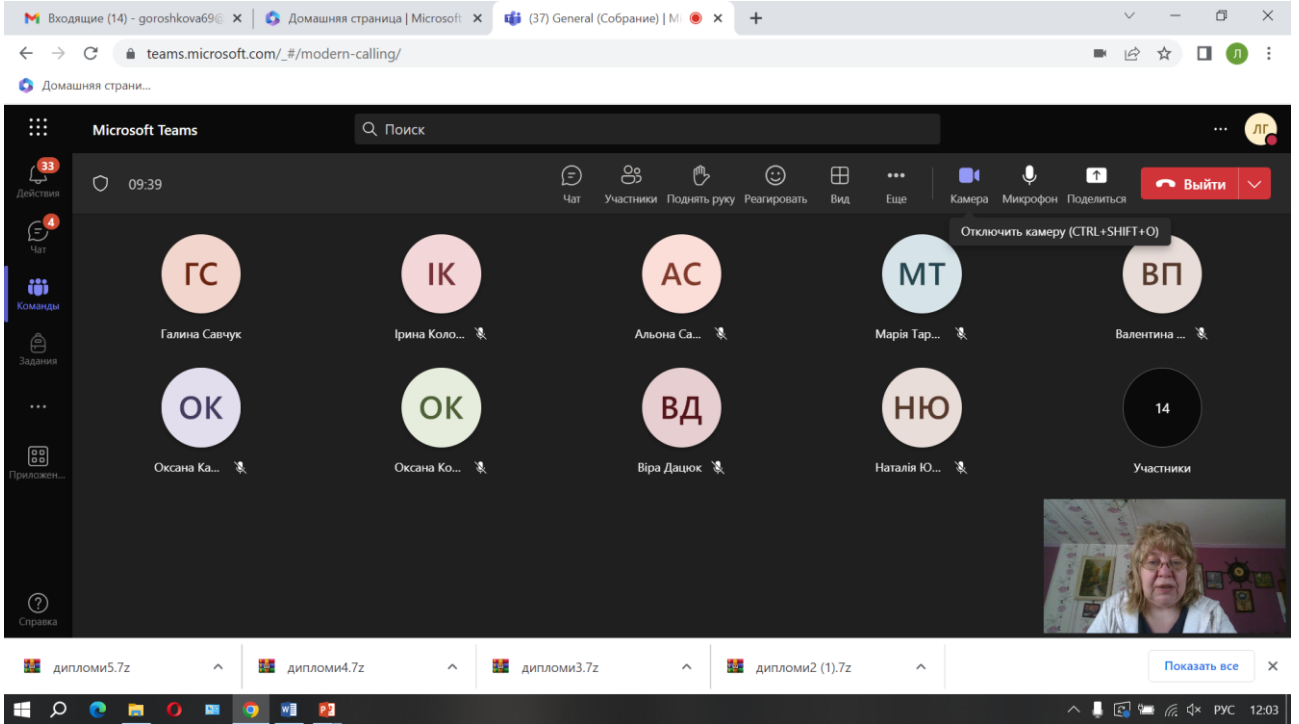 Входящие (14) - goroshkova69@
Домашняя страница | Microsoft
(37) General (Собрание) | Mi
teams.microsoft.com/_#/modern-calling/
Л
Домашняя страни...
Microsoft Teams
Поиск
ЛГ
33
Действия
09:39
Чат
Участники
Поднять руку
Реагировать
Вид
Еще
Камера
Микрофон
Поделиться
Выйти
Отключить камеру (CTRL+SHIFT+O)
4
Чат
Команды
Задания
Приложен...
Справка
ГС
ІК
АС
МТ
ВП
Галина Савчук
Ірина Коло...
Альона Са...
Марія Тар...
Валентина ...
ОК
ОК
ВД
НЮ
14
Оксана Ка...
Оксана Ко...
Віра Дацюк
Наталія Ю...
Участники
дипломи5.7z
дипломи4.7z
дипломи3.7z
дипломи2 (1).7z
Показать все
РУС
12:03